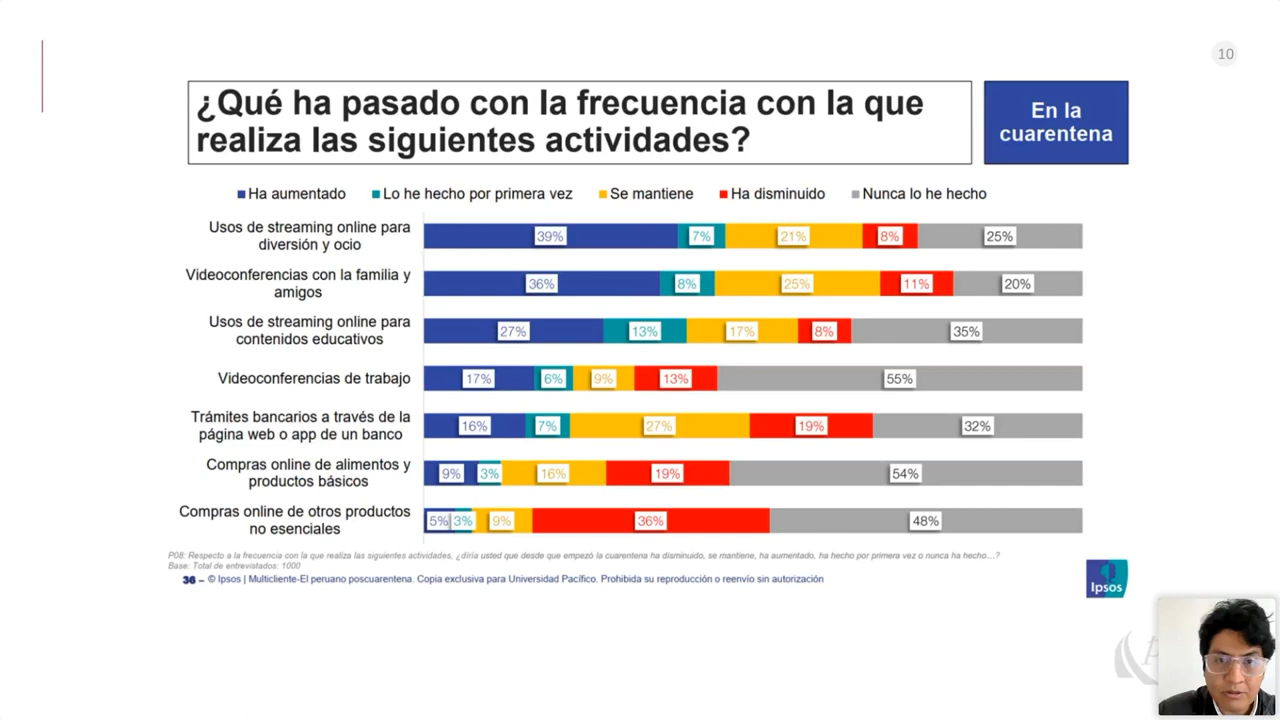 10
¿Qué ha pasado con la frecuencia con la que
realiza las siguientes actividades?
En la
cuarentena
Ha aumentado
Lo he hecho por primera vez
Se mantiene
Ha disminuido
Nunca lo he hecho
Usos de streaming online para
diversión y ocio
39%
7%
21%
8%
25%
Videoconferencias con la familia y
amigos
36%
8%
25%
11%
20%
Usos de streaming online para
contenidos educativos
27%
13%
17%
8%
35%
Videoconferencias de trabajo
17%
6%
9%
13%
55%
Trámites bancarios a través de la
página web o app de un banco
16%
7%
27%
19%
32%
Compras online de alimentos y
productos básicos
9%
3%
16%
19%
54%
Compras online de otros productos
no esenciales
5%
3%
9%
36%
48%
P08: Respecto a la frecuencia con la que realiza las siguientes actividades, ¿diría usted que desde que empezó la cuarentena ha disminuido, se mantiene, ha aumentado, ha hecho por primera vez o nunca ha hecho…?
Base: Total de entrevistados: 1000
36 – © Ipsos | Multicliente-El peruano poscuarentena. Copia exclusiva para Universidad Pacífico. Prohibida su reproducción o reenvío sin autorización
Ipsos